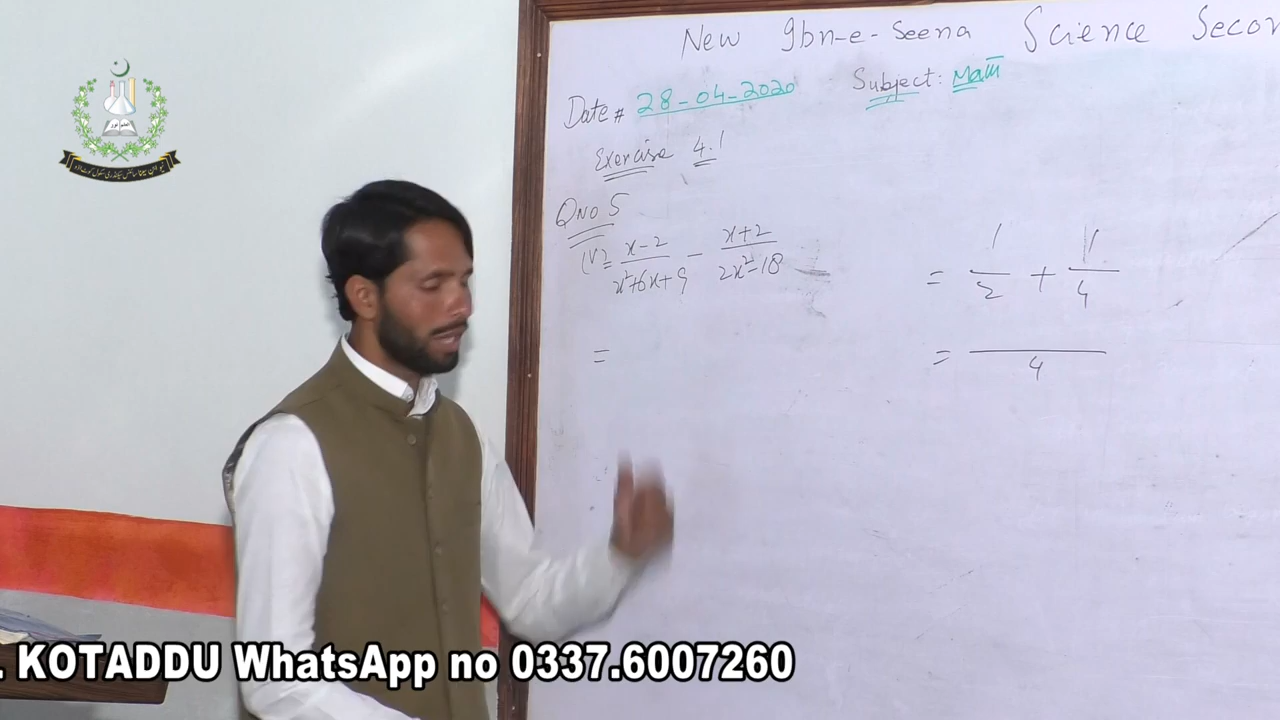 New Ibn-e-Seena Science Secon
Date # 28-04-2020 Subject: Math
Exercise 4.1
Q No 5
(v) = x-2 / x²+6x+9 - x+2 / 2x²-18
=
= 1/2 + 1/4
= 4
. KOTADDU WhatsApp no 0337.6007260